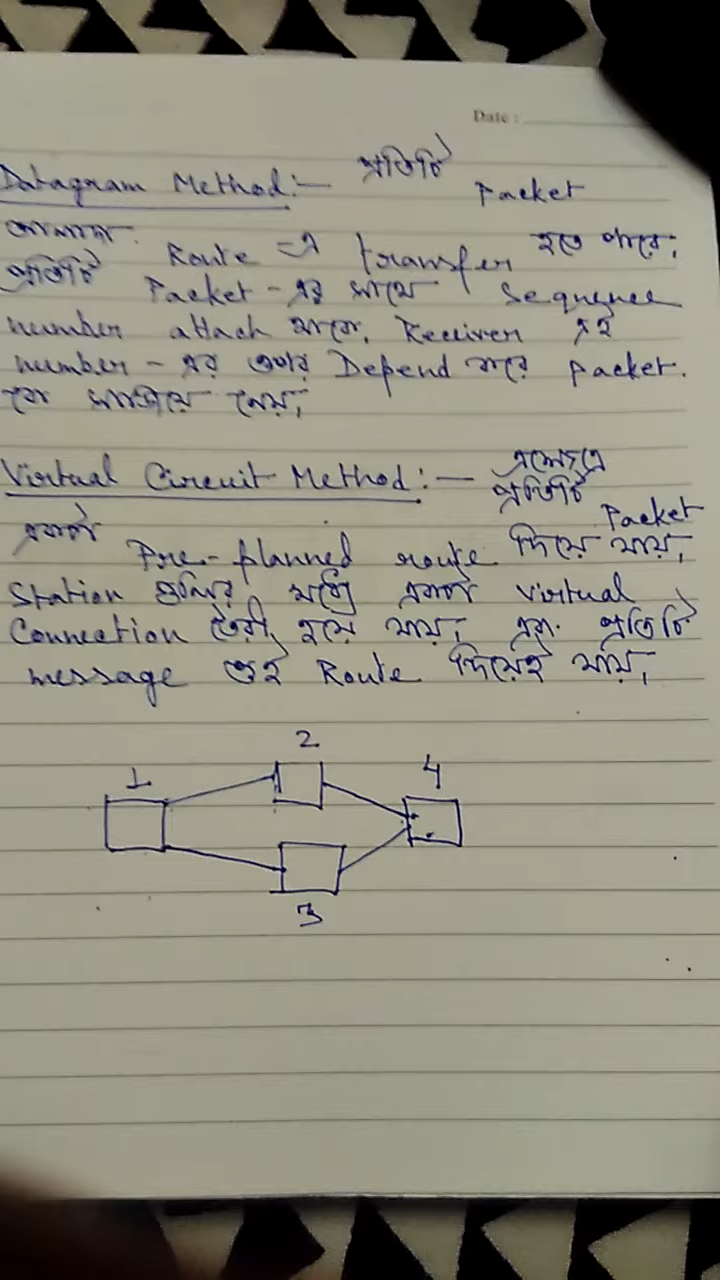 Date :
Datagram Method:— প্রতিটি Packet
আলাদা Route -এ transfer হতে পারে।
প্রতিটি Packet-এর সাথে Sequence
number attach থাকে. Receiver এই
number-এর ওপর Depend করে packet.
কে সাজিয়ে নেয়।
Virtual Circuit Method:— এক্ষেত্রে
প্রতিটি Packet
একটা Pre-planned route দিয়ে যায়,
Station গুলির মধ্যে একটা virtual
Connection তৈরী হয়ে যায়। এবং প্রতিটি
message ওই Route দিয়েই যায়,
2
1
4
3